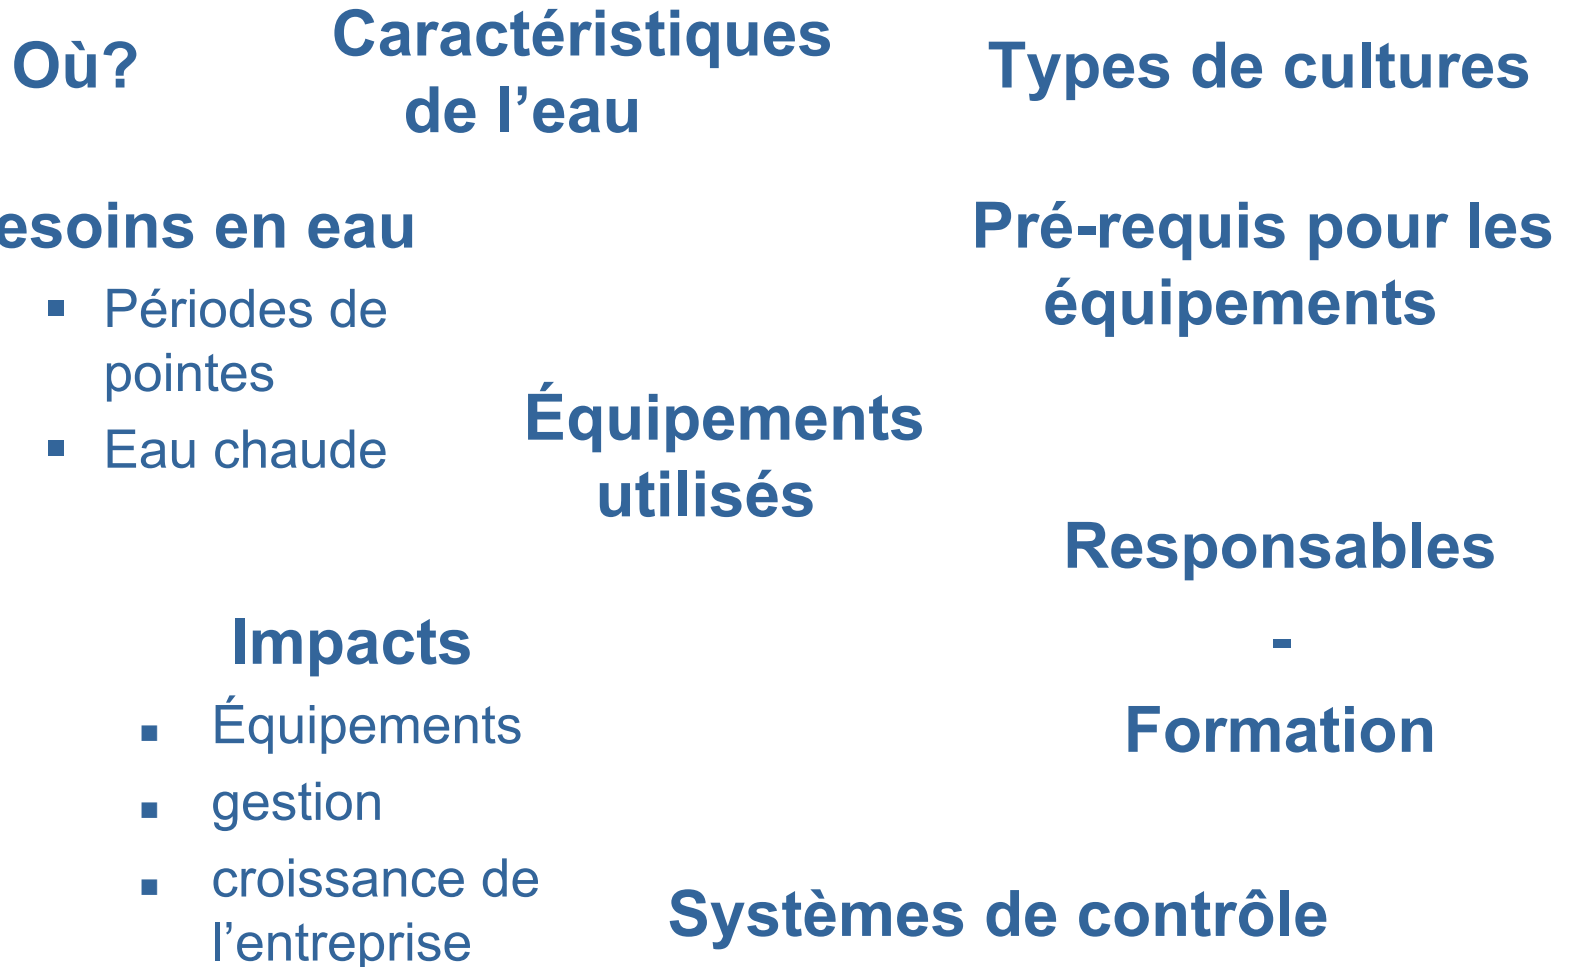 Où?
Caractéristiques
de l’eau
Types de cultures
esoins en eau
▪ Périodes de
pointes
▪ Eau chaude
Pré-requis pour les
équipements
Équipements
utilisés
Responsables
-
Formation
Impacts
▪ Équipements
▪ gestion
▪ croissance de
l’entreprise
Systèmes de contrôle